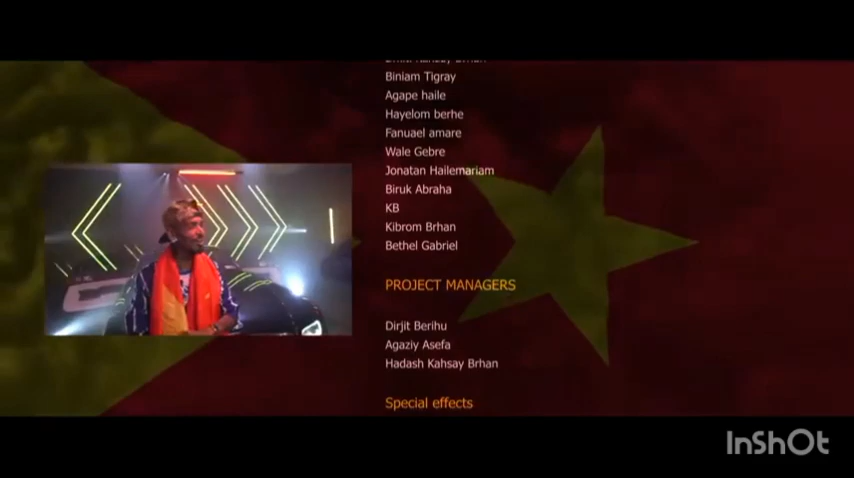 Biniam Tigray
Agape haile
Hayelom berhe
Fanuael amare
Wale Gebre
Jonatan Hailemariam
Biruk Abraha
KB
Kibrom Brhan
Bethel Gabriel
PROJECT MANAGERS
Dirjit Berihu
Agaziy Asefa
Hadash Kahsay Brhan
Special effects
InShOt